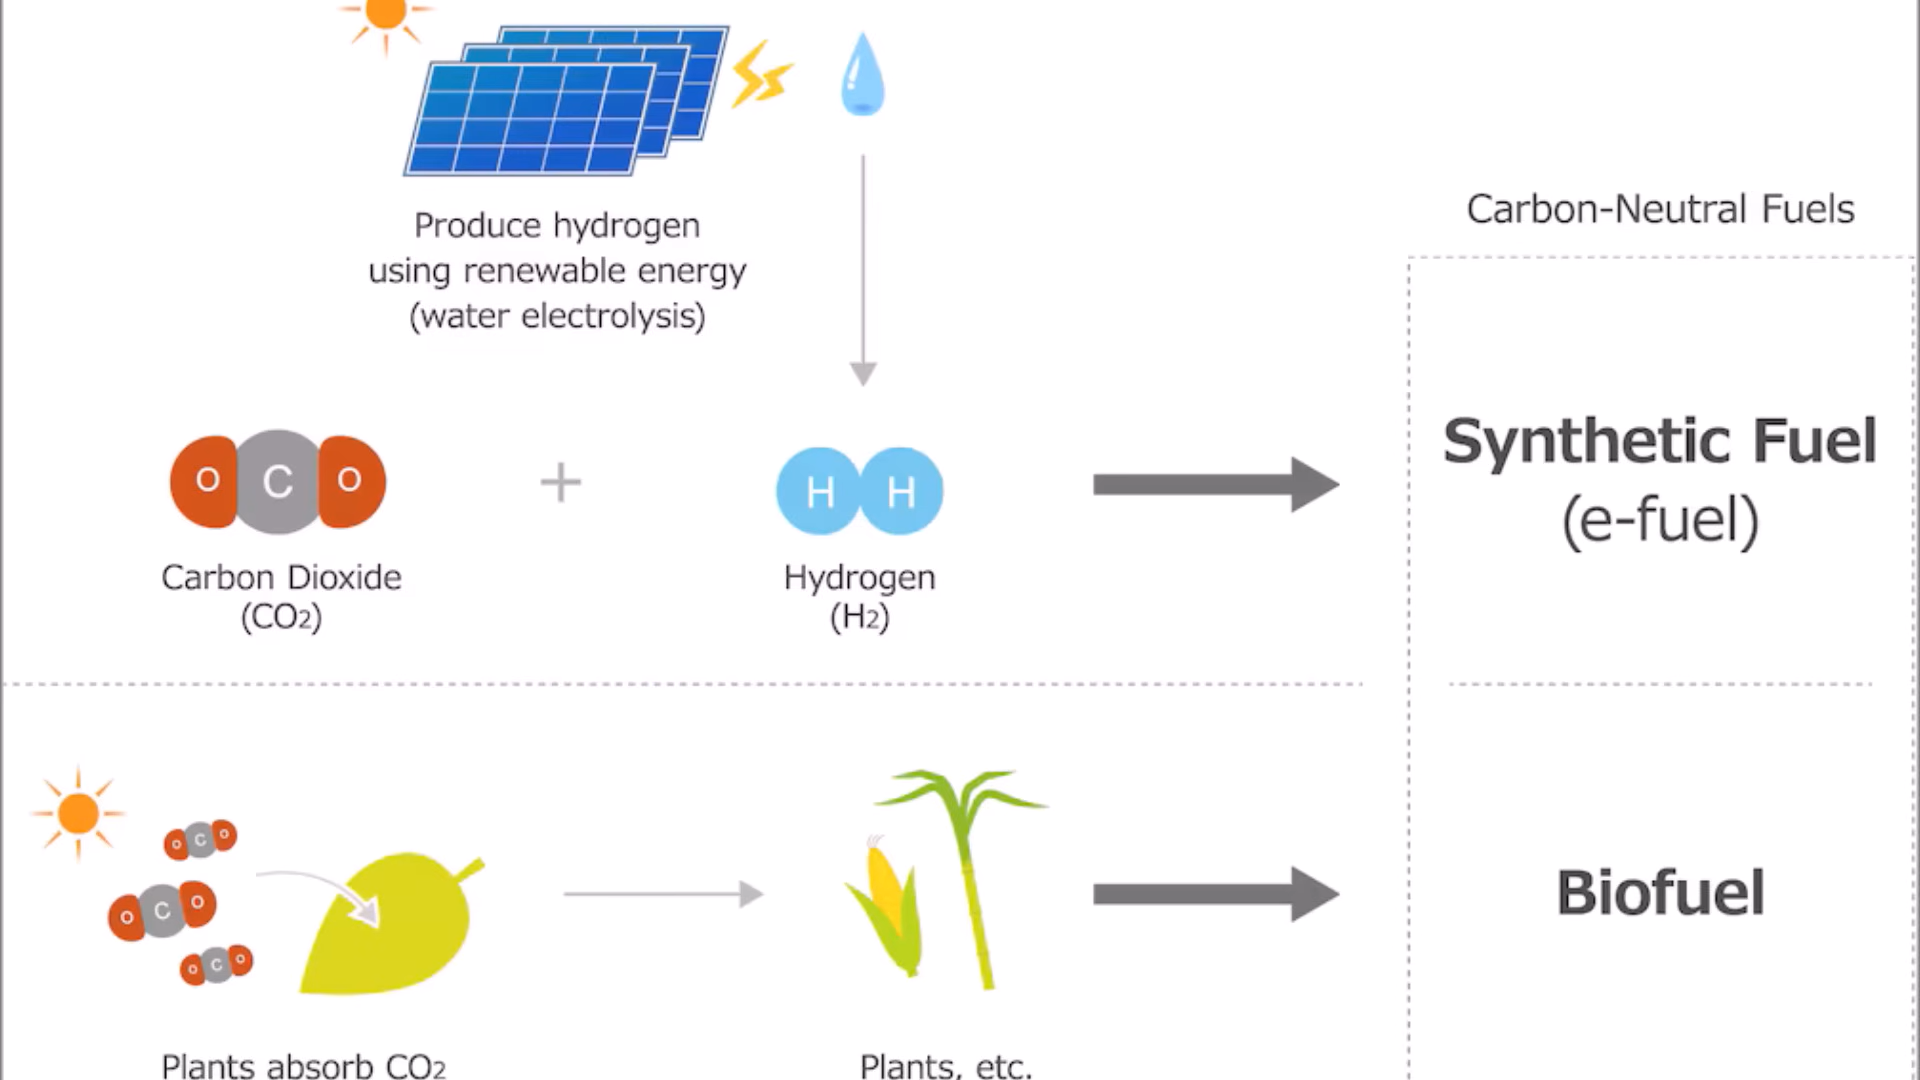 Produce hydrogen
using renewable energy
(water electrolysis)
Carbon-Neutral Fuels
O C O
+
H H
Synthetic Fuel
(e-fuel)
Carbon Dioxide
(CO2)
Hydrogen
(H2)
O C O
O C O
O C O
Biofuel
Plants absorb CO2
Plants, etc.